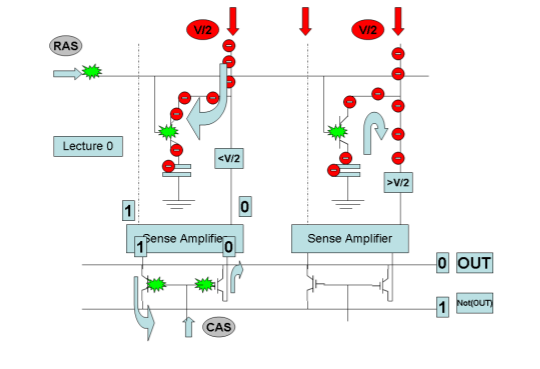 V/2
V/2
RAS
Lecture 0
<V/2
>V/2
1
0
Sense Amplifier
Sense Amplifier
1
0
0
OUT
1
Not(OUT)
CAS